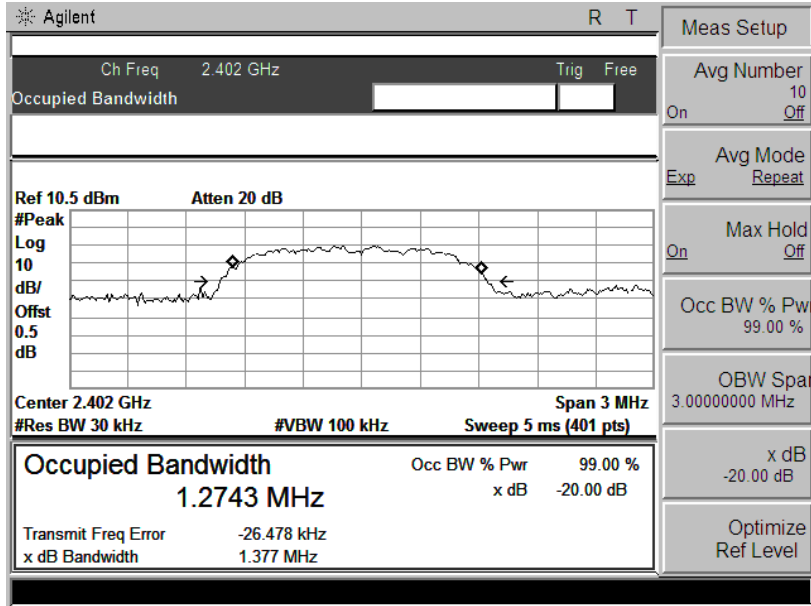 Agilent R T
Ch Freq 2.402 GHz Trig Free
Occupied Bandwidth
Ref 10.5 dBm Atten 20 dB
#Peak
Log
10
dB/
Offst
0.5
dB
Center 2.402 GHz Span 3 MHz
#Res BW 30 kHz #VBW 100 kHz Sweep 5 ms (401 pts)
Occupied Bandwidth
1.2743 MHz
Occ BW % Pwr 99.00 %
x dB -20.00 dB
Transmit Freq Error -26.478 kHz
x dB Bandwidth 1.377 MHz
Meas Setup
Avg Number
10
On Off
Avg Mode
Exp Repeat
Max Hold
On Off
Occ BW % Pwr
99.00 %
OBW Span
3.00000000 MHz
x dB
-20.00 dB
Optimize
Ref Level